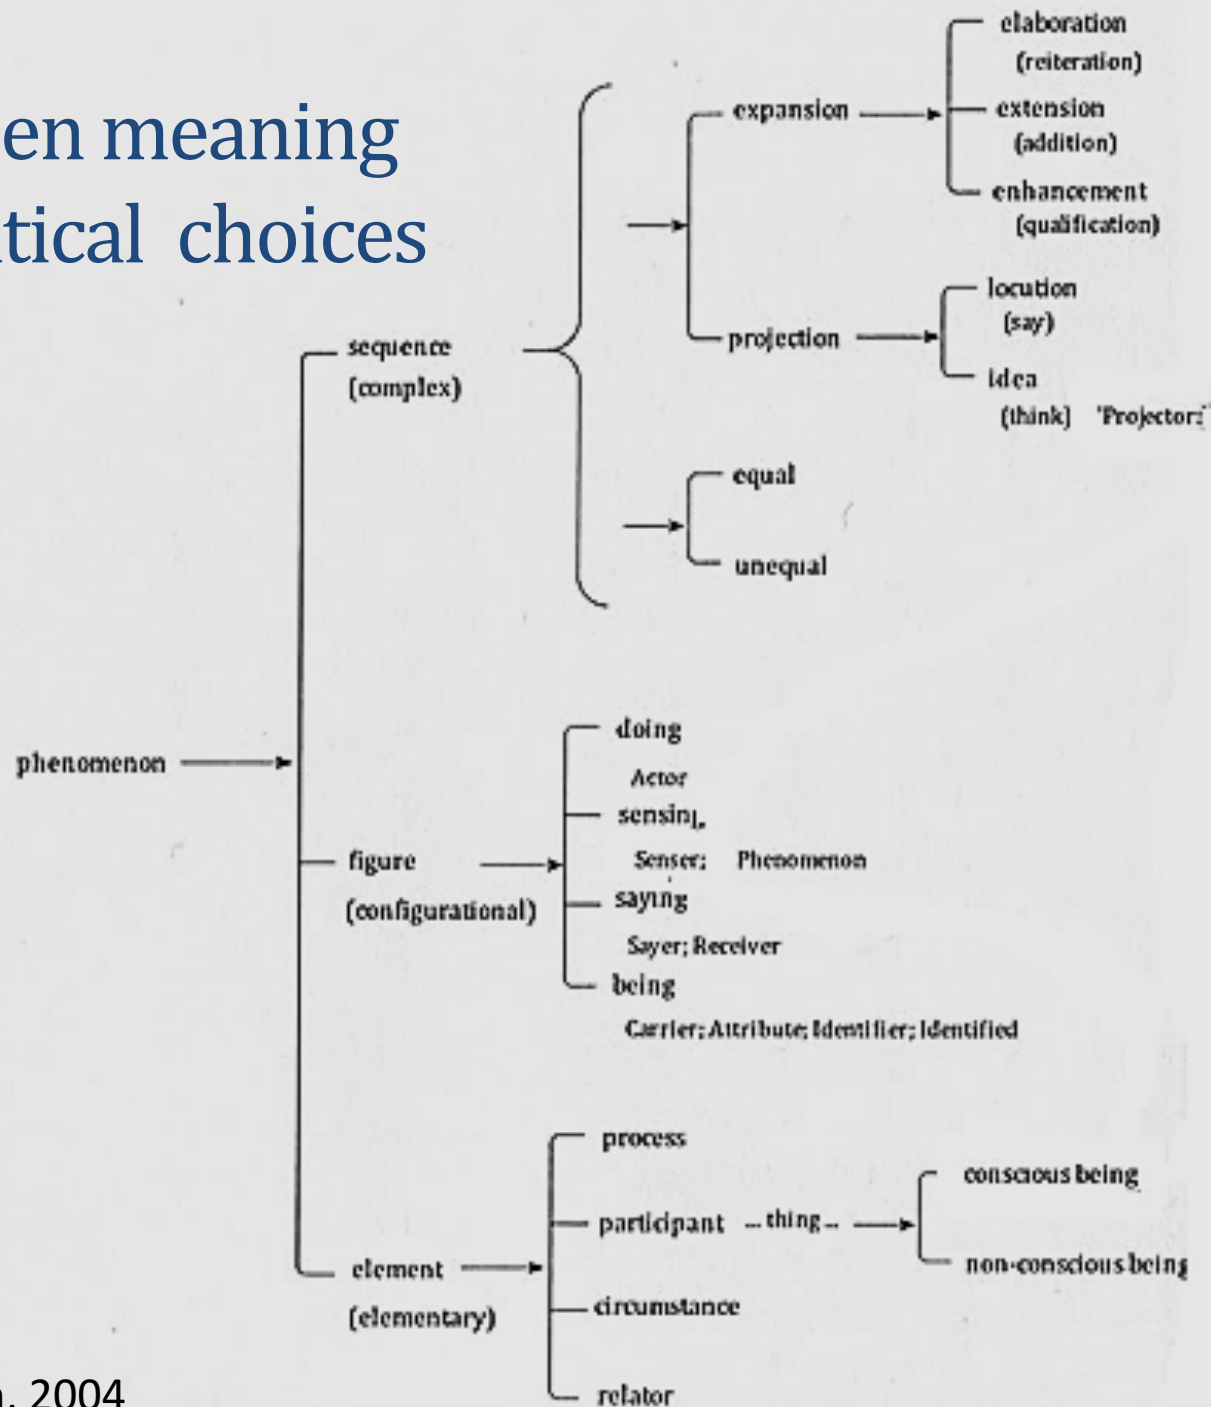 en meaning
tical choices
elaboration
(reiteration)
expansion
extension
(addition)
enhancement
(qualification)
locution
(say)
projection
idea
(think) 'Projector:'
sequence
(complex)
equal
unequal
phenomenon
doing
Actor
Senser; Phenomenon
figure
(configurational)
saying
Sayer; Receiver
being
Carrier; Attribute; Identifier; Identified
process
participant -- thing --
conscious being
non-conscious being
element
(elementary)
circumstance
relator
2004